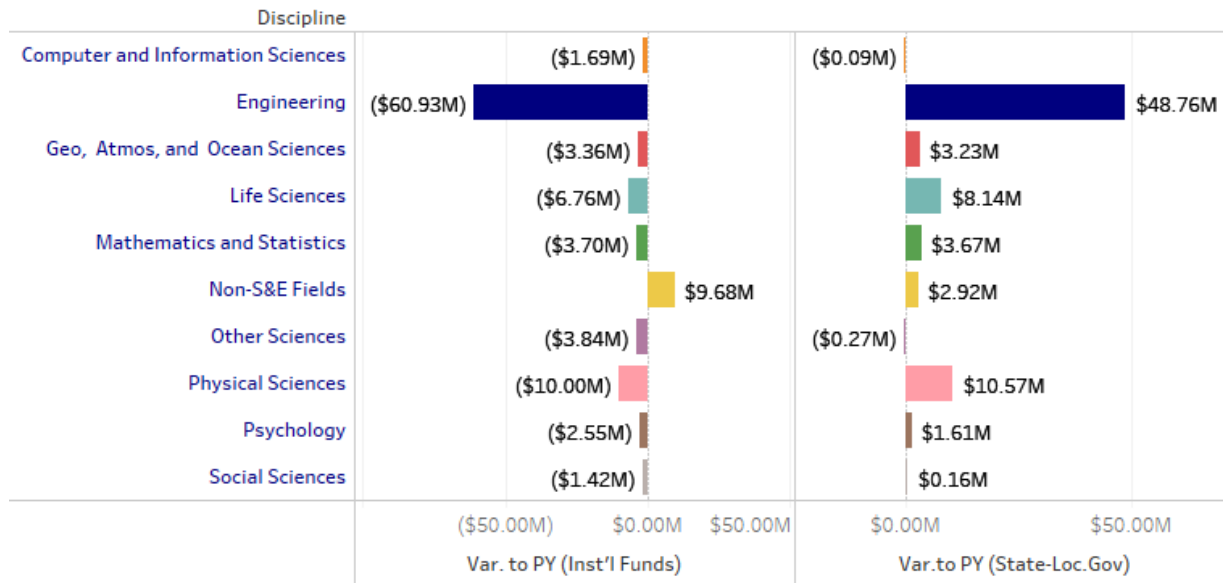 Discipline
Computer and Information Sciences ($1.69M) ($0.09M)
Engineering ($60.93M) $48.76M
Geo, Atmos, and Ocean Sciences ($3.36M) $3.23M
Life Sciences ($6.76M) $8.14M
Mathematics and Statistics ($3.70M) $3.67M
Non-S&E Fields $9.68M $2.92M
Other Sciences ($3.84M) ($0.27M)
Physical Sciences ($10.00M) $10.57M
Psychology ($2.55M) $1.61M
Social Sciences ($1.42M) $0.16M
($50.00M) $0.00M $50.00M $0.00M $50.00M
Var. to PY (Inst'l Funds) Var.to PY (State-Loc.Gov)